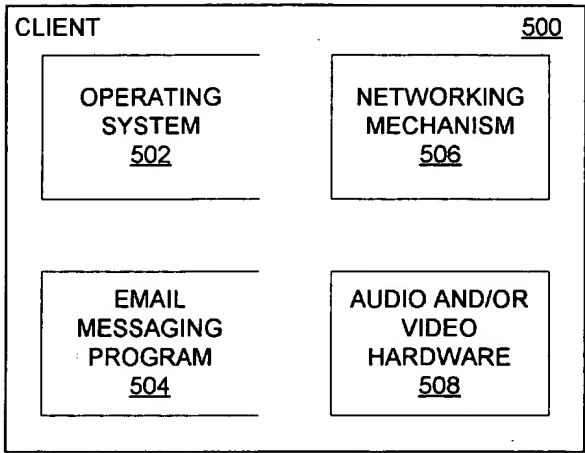 CLIENT 500
OPERATING
SYSTEM
502
NETWORKING
MECHANISM
506
EMAIL
MESSAGING
PROGRAM
504
AUDIO AND/OR
VIDEO
HARDWARE
508